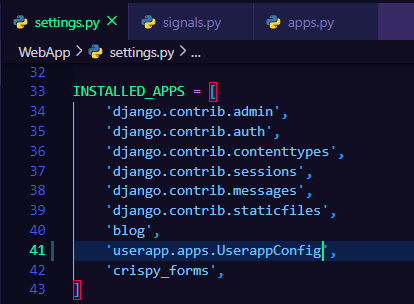 settings.py signals.py apps.py
WebApp > settings.py > ...
32
33 INSTALLED_APPS = [
34 'django.contrib.admin',
35 'django.contrib.auth',
36 'django.contrib.contenttypes',
37 'django.contrib.sessions',
38 'django.contrib.messages',
39 'django.contrib.staticfiles',
40 'blog',
41 'userapp.apps.UserappConfig',
42 'crispy_forms',
43 ]